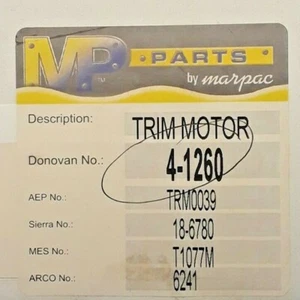 MP PARTS
by marpac
Description: TRIM MOTOR
Donovan No.: 4-1260
AEP No.: TRM0039
Sierra No.: 18-6780
MES No.: T1077M
ARCO No.: 6241